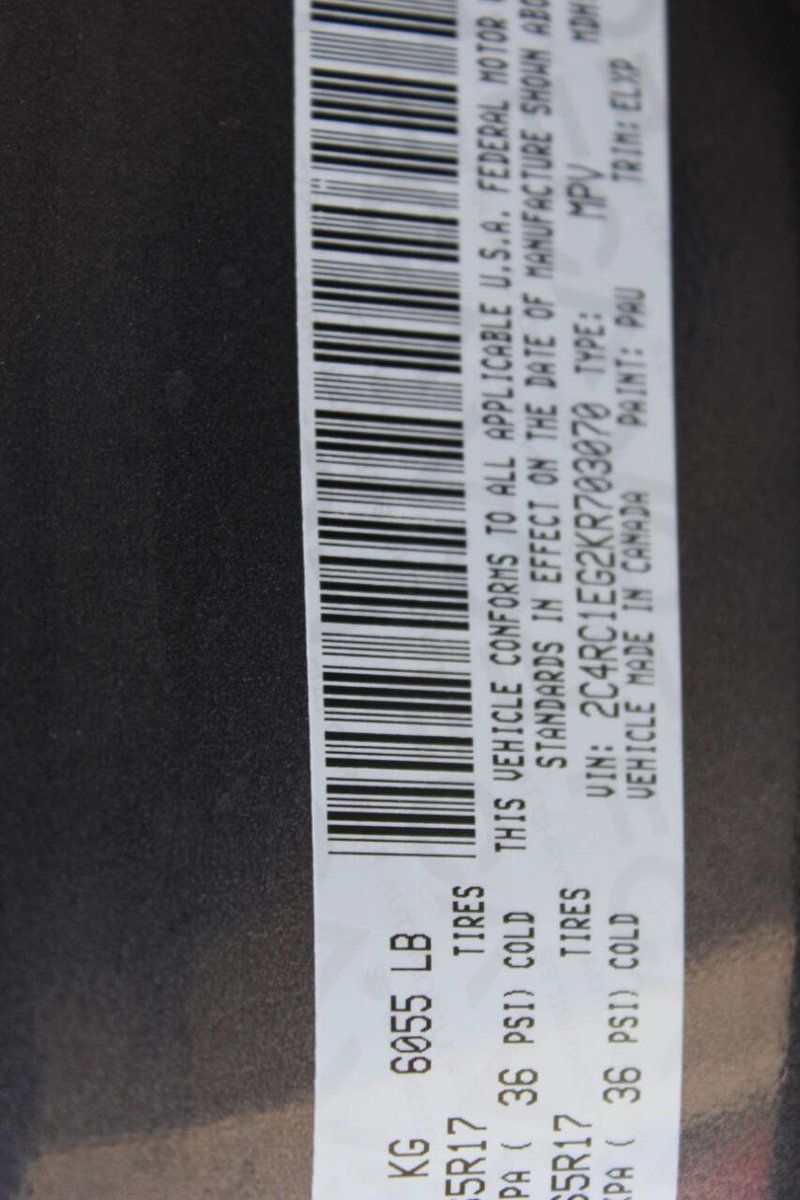 KG 6055 LB
5R17 TIRES
PA ( 36 PSI) COLD
5R17 TIRES
PA ( 36 PSI) COLD
THIS VEHICLE CONFORMS TO ALL APPLICABLE U.S.A. FEDERAL MOTOR
STANDARDS IN EFFECT ON THE DATE OF MANUFACTURE SHOWN ABO
VIN: 2C4RC1EG2KR703070 TYPE: MPV MDH
VEHICLE MADE IN CANADA PAINT: PAU TRIM: ELXP